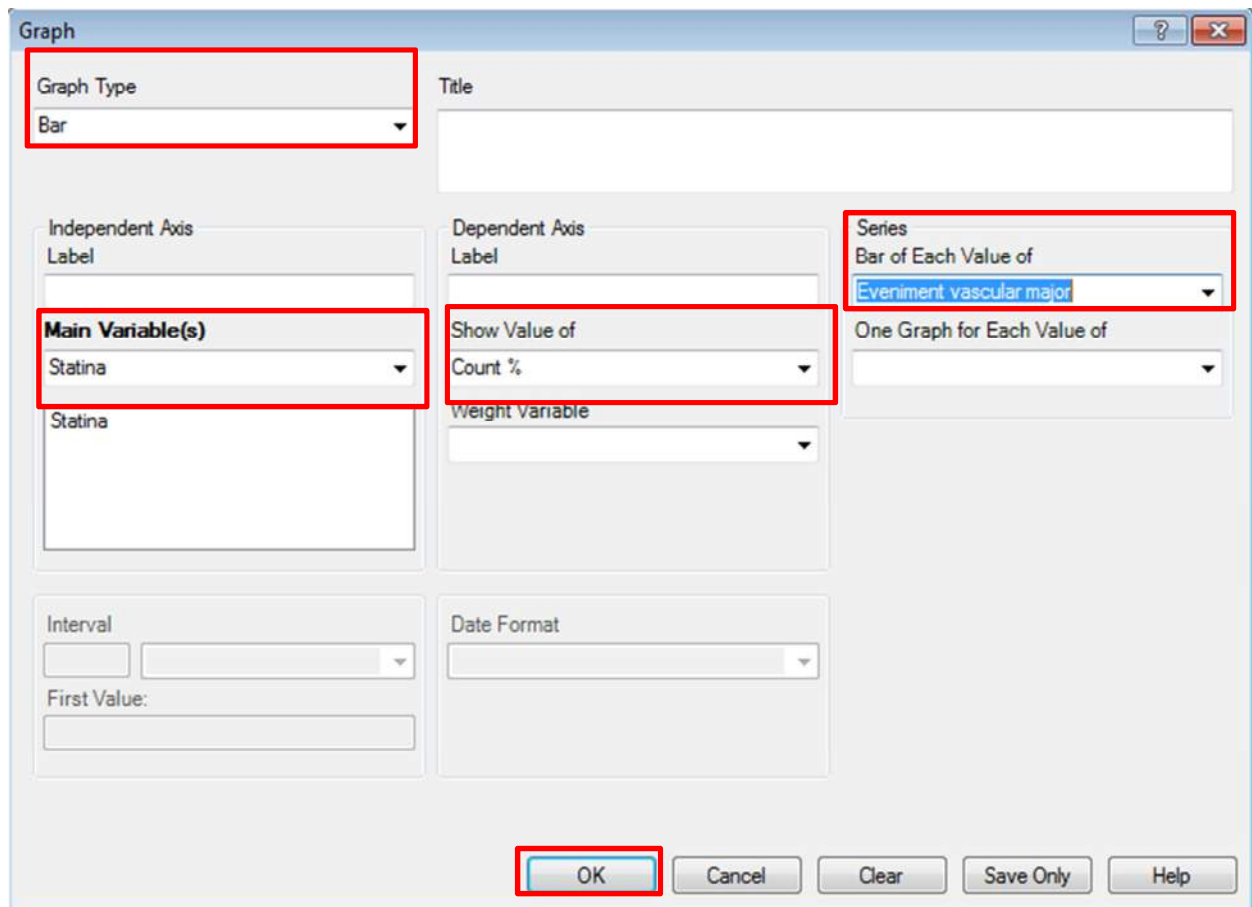 Graph
Graph Type
Title
Bar
Independent Axis
Label
Main Variable(s)
Statina
Statina
Dependent Axis
Label
Show Value of
Count %
Weight Variable
Series
Bar of Each Value of
Eveniment vascular major
One Graph for Each Value of
Interval
First Value:
Date Format
OK
Cancel
Clear
Save Only
Help